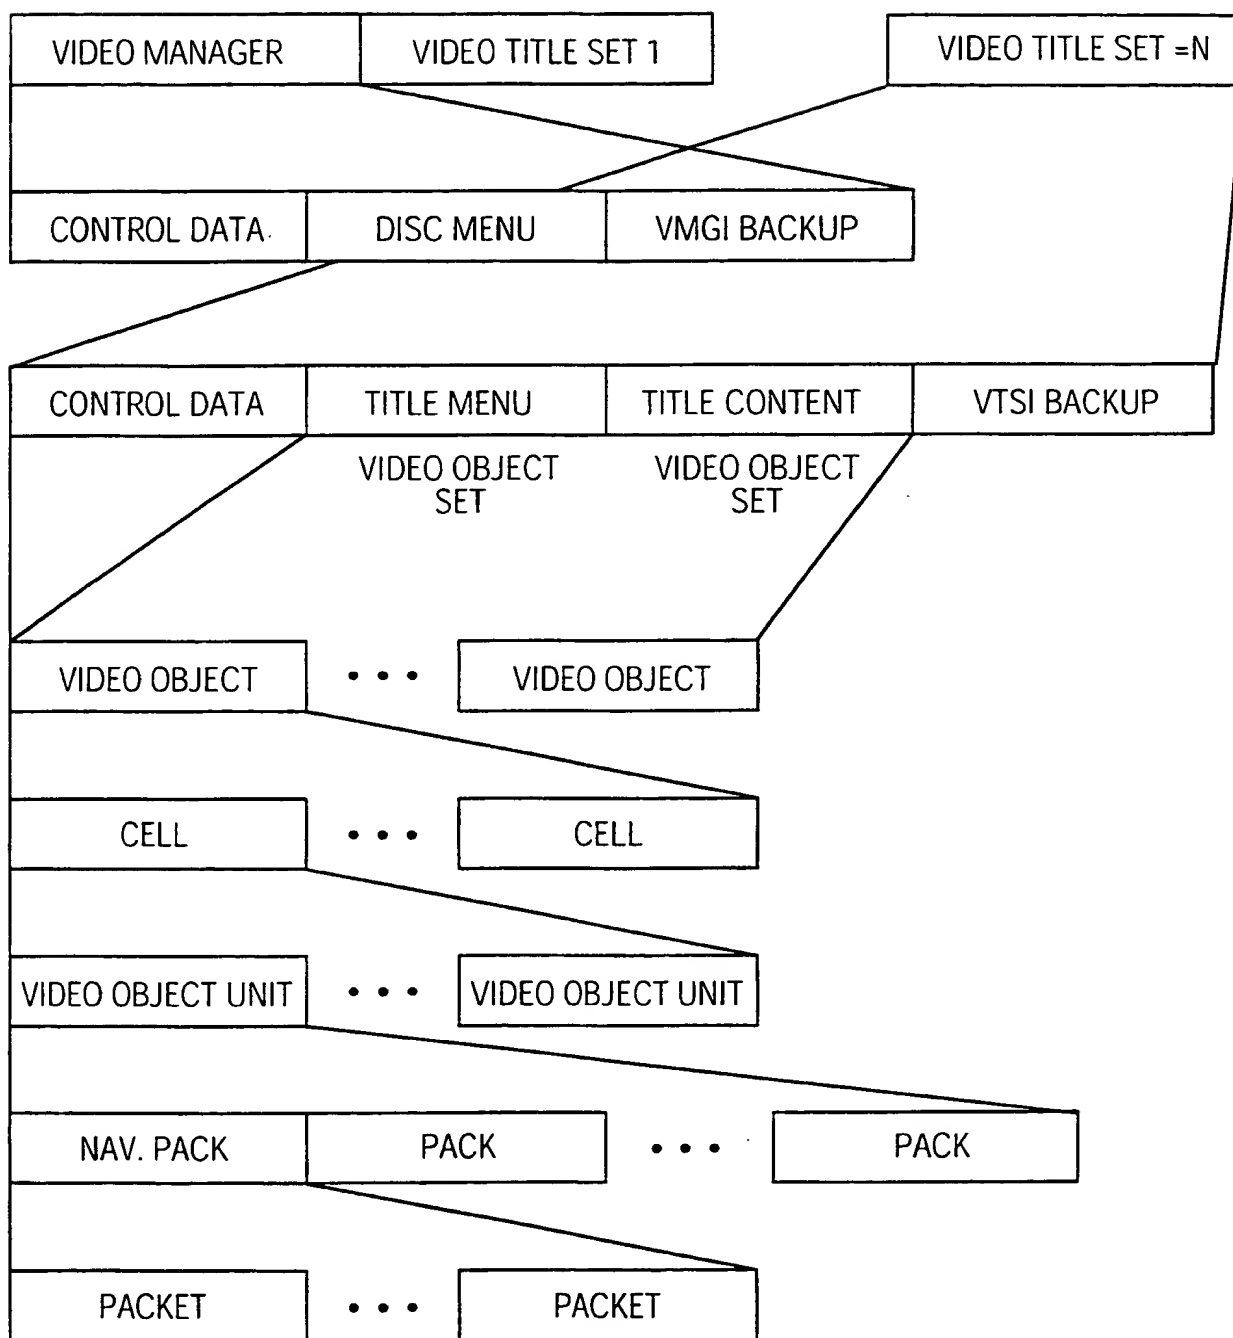 VIDEO MANAGER VIDEO TITLE SET 1 VIDEO TITLE SET =N
CONTROL DATA DISC MENU VMGI BACKUP
CONTROL DATA TITLE MENU TITLE CONTENT VTSI BACKUP
VIDEO OBJECT SET VIDEO OBJECT SET
VIDEO OBJECT • • • VIDEO OBJECT
CELL • • • CELL
VIDEO OBJECT UNIT • • • VIDEO OBJECT UNIT
NAV. PACK PACK • • • PACK
PACKET • • • PACKET